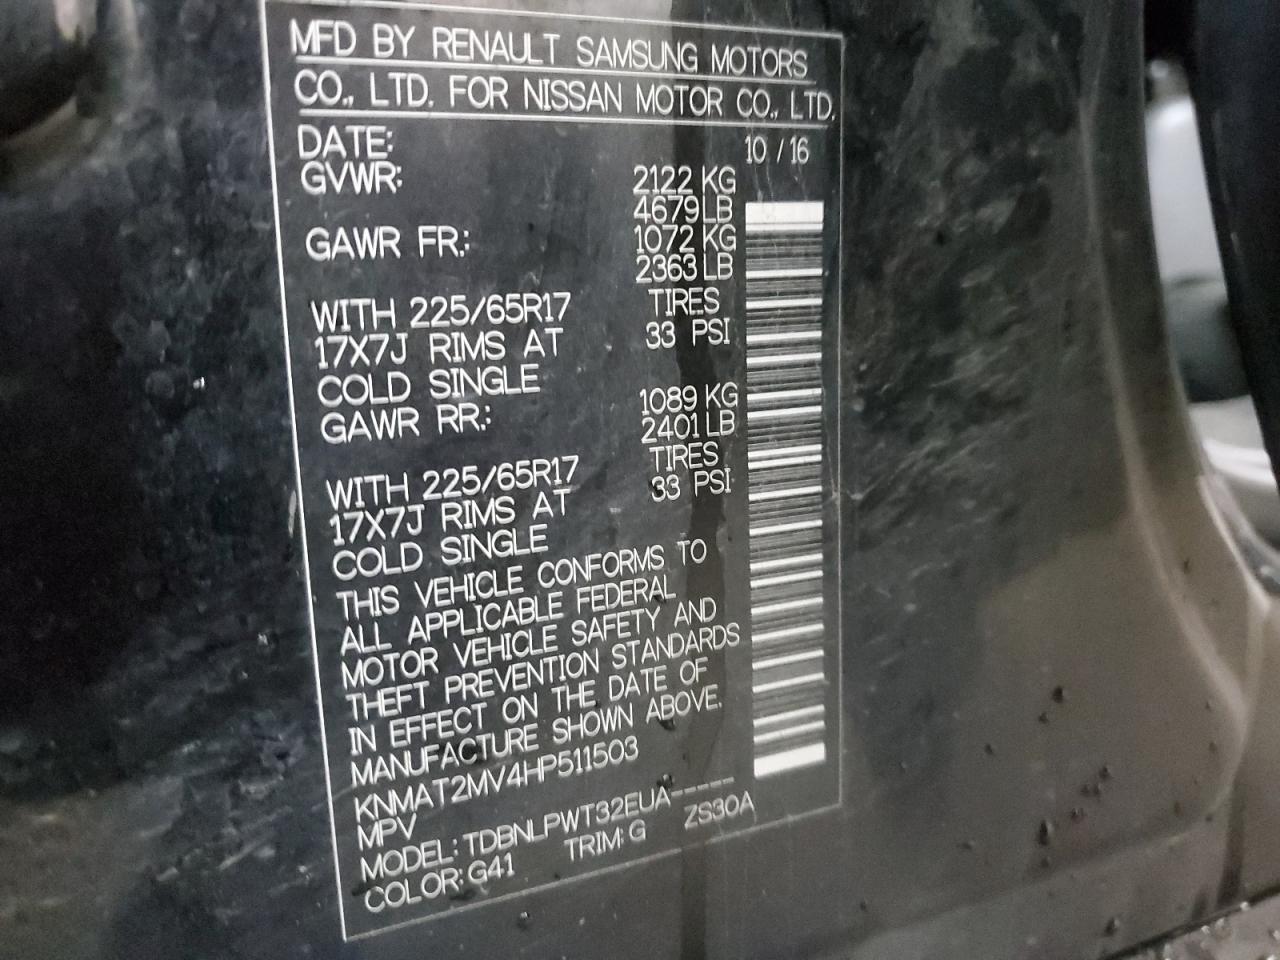 MFD BY RENAULT SAMSUNG MOTORS
CO., LTD. FOR NISSAN MOTOR CO., LTD.
DATE: 10 / 16
GVWR: 2122 KG
4679 LB
GAWR FR.: 1072 KG
2363 LB
WITH 225/65R17 TIRES
17X7J RIMS AT 33 PSI
COLD SINGLE
GAWR RR.: 1089 KG
2401 LB
WITH 225/65R17 TIRES
17X7J RIMS AT 33 PSI
COLD SINGLE
THIS VEHICLE CONFORMS TO
ALL APPLICABLE FEDERAL
MOTOR VEHICLE SAFETY AND
THEFT PREVENTION STANDARDS
IN EFFECT ON THE DATE OF
MANUFACTURE SHOWN ABOVE.
KNMAT2MV4HP511503
MPV
MODEL: TDBNLPWT32EUA-----
COLOR: G41 TRIM: G ZS30A